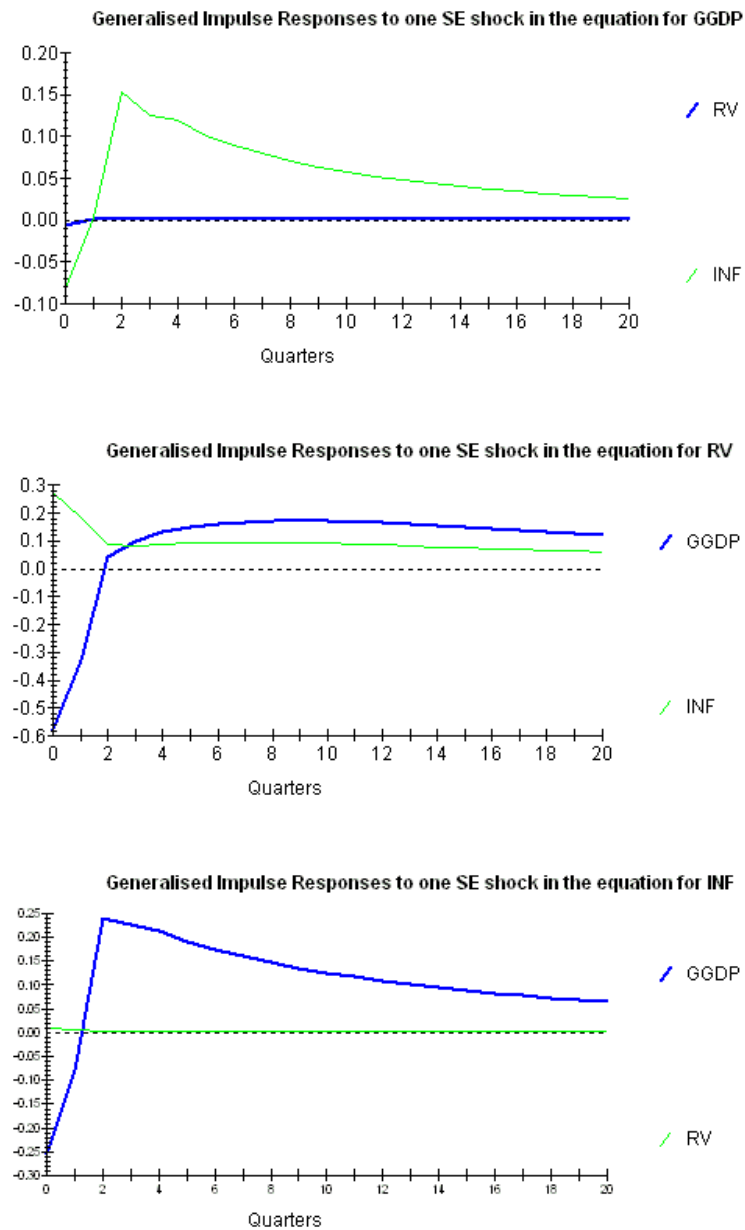 Generalised Impulse Responses to one SE shock in the equation for GGDP
0.20
0.15
RV
0.10
0.05
0.00
-0.05
INF
-0.10
0 2 4 6 8 10 12 14 16 18 20
Quarters
Generalised Impulse Responses to one SE shock in the equation for RV
0.3
0.2
0.1
GGDP
0.0
-0.1
-0.2
-0.3
-0.4
-0.5
INF
-0.6
0 2 4 6 8 10 12 14 16 18 20
Quarters
Generalised Impulse Responses to one SE shock in the equation for INF
0.25
0.20
0.15
GGDP
0.10
0.05
0.00
-0.05
-0.10
-0.15
-0.20
RV
-0.25
-0.30
0 2 4 6 8 10 12 14 16 18 20
Quarters